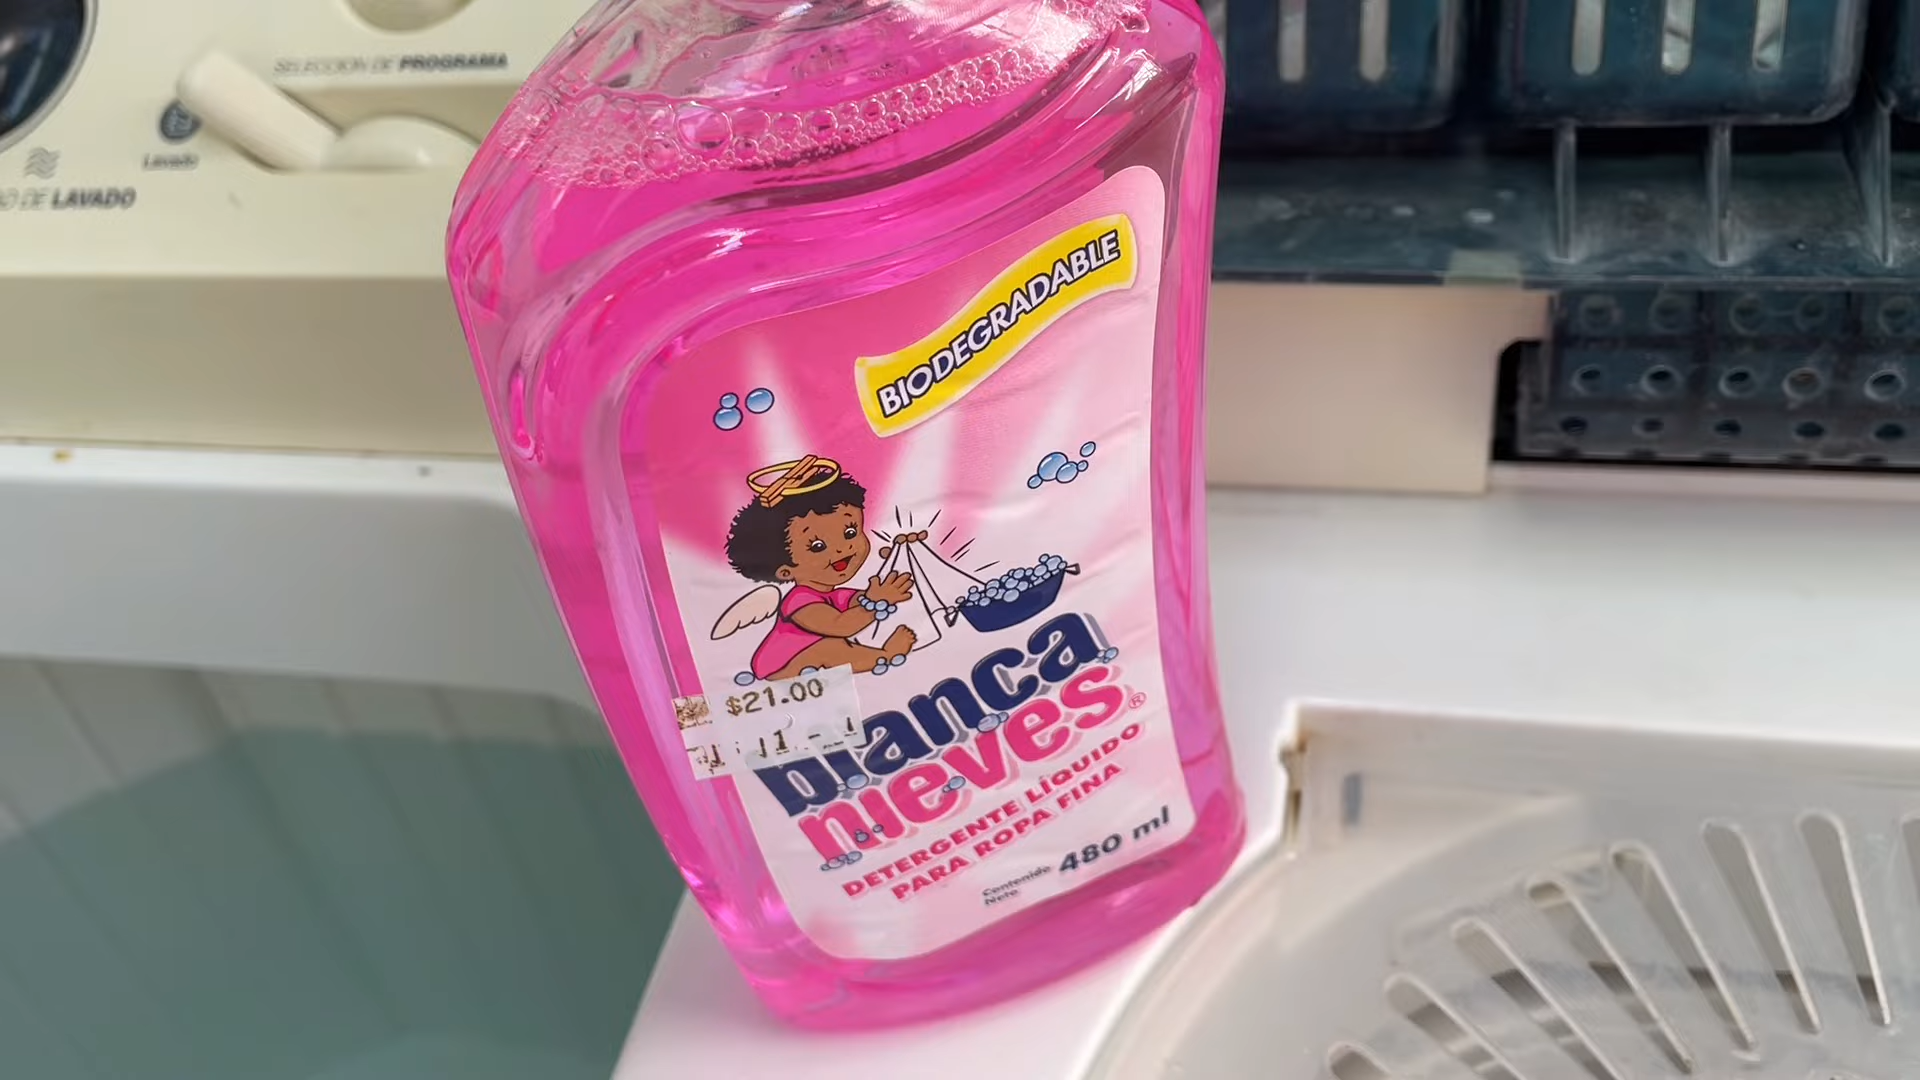 SELECCION DE PROGRAMA
Lavado
DE LAVADO
BIODEGRADABLE
$21.00
blanca
nieves®
DETERGENTE LÍQUIDO
PARA ROPA FINA
Contenido
Neto
480 ml